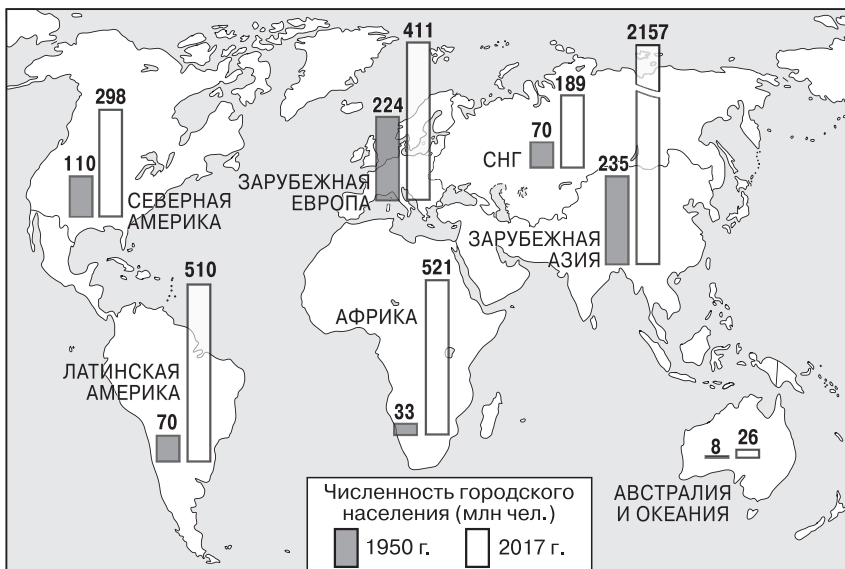 411
2157
298
224
189
110
70
235
СНГ
СЕВЕРНАЯ
АМЕРИКА
ЗАРУБЕЖНАЯ
ЕВРОПА
ЗАРУБЕЖНАЯ
АЗИЯ
510
521
АФРИКА
ЛАТИНСКАЯ
АМЕРИКА
70
33
8
26
АВСТРАЛИЯ
И ОКЕАНИЯ
Численность городского
населения (млн чел.)
1950 г.
2017 г.